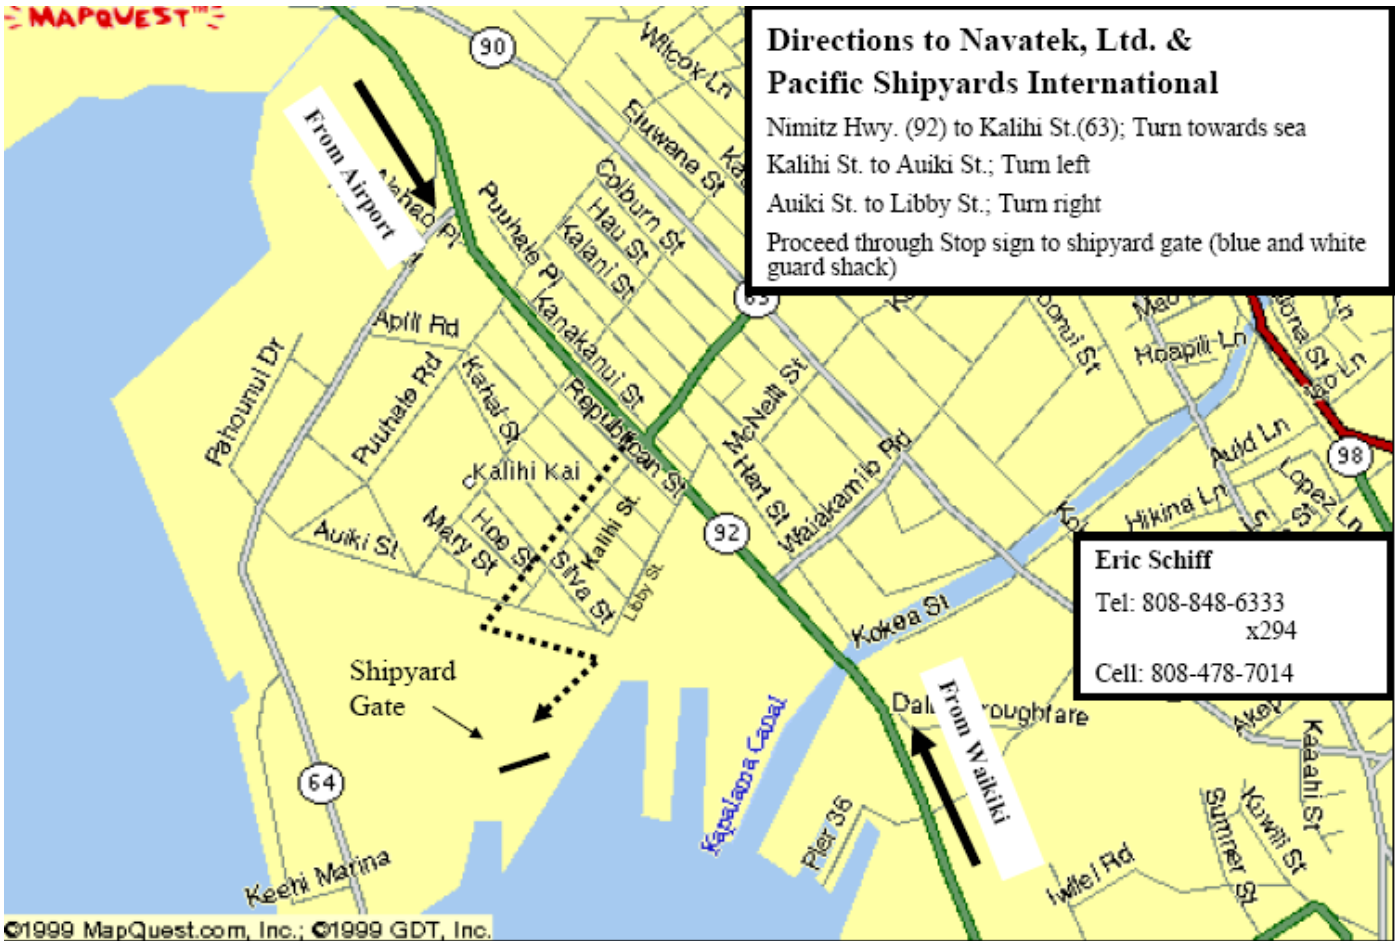 MAPQUEST™
90
Wilcox Ln
Eluwene St
Directions to Navatek, Ltd. &
Pacific Shipyards International
Nimitz Hwy. (92) to Kalihi St.(63); Turn towards sea
Kalihi St. to Auiki St.; Turn left
Auiki St. to Libby St.; Turn right
Proceed through Stop sign to shipyard gate (blue and white
guard shack)
From Airport
Puuhale Pl
Colburn St
Hau St
Kalani St
63
Kanakanui St
Republican St
Apili Rd
Pahounui Dr
Puuhale Rd
Kahai St
McNeill St
Hart St
Waiakamilo Rd
Hoapili Ln
Auld Ln
98
Lopez Ln
Hikina Ln
Kalihi Kai
Auiki St
Mary St
Hoe St
Silva St
Kalihi St.
Libby St.
92
Kokea St
Eric Schiff
Tel: 808-848-6333
x294
Cell: 808-478-7014
Shipyard
Gate
64
Keehi Marina
Kapalama Canal
Pier 36
From Waikiki
Iwilei Rd
Sumner St
Kuwili St
Kaaahi St
©1999 MapQuest.com, Inc.; ©1999 GDT, Inc.